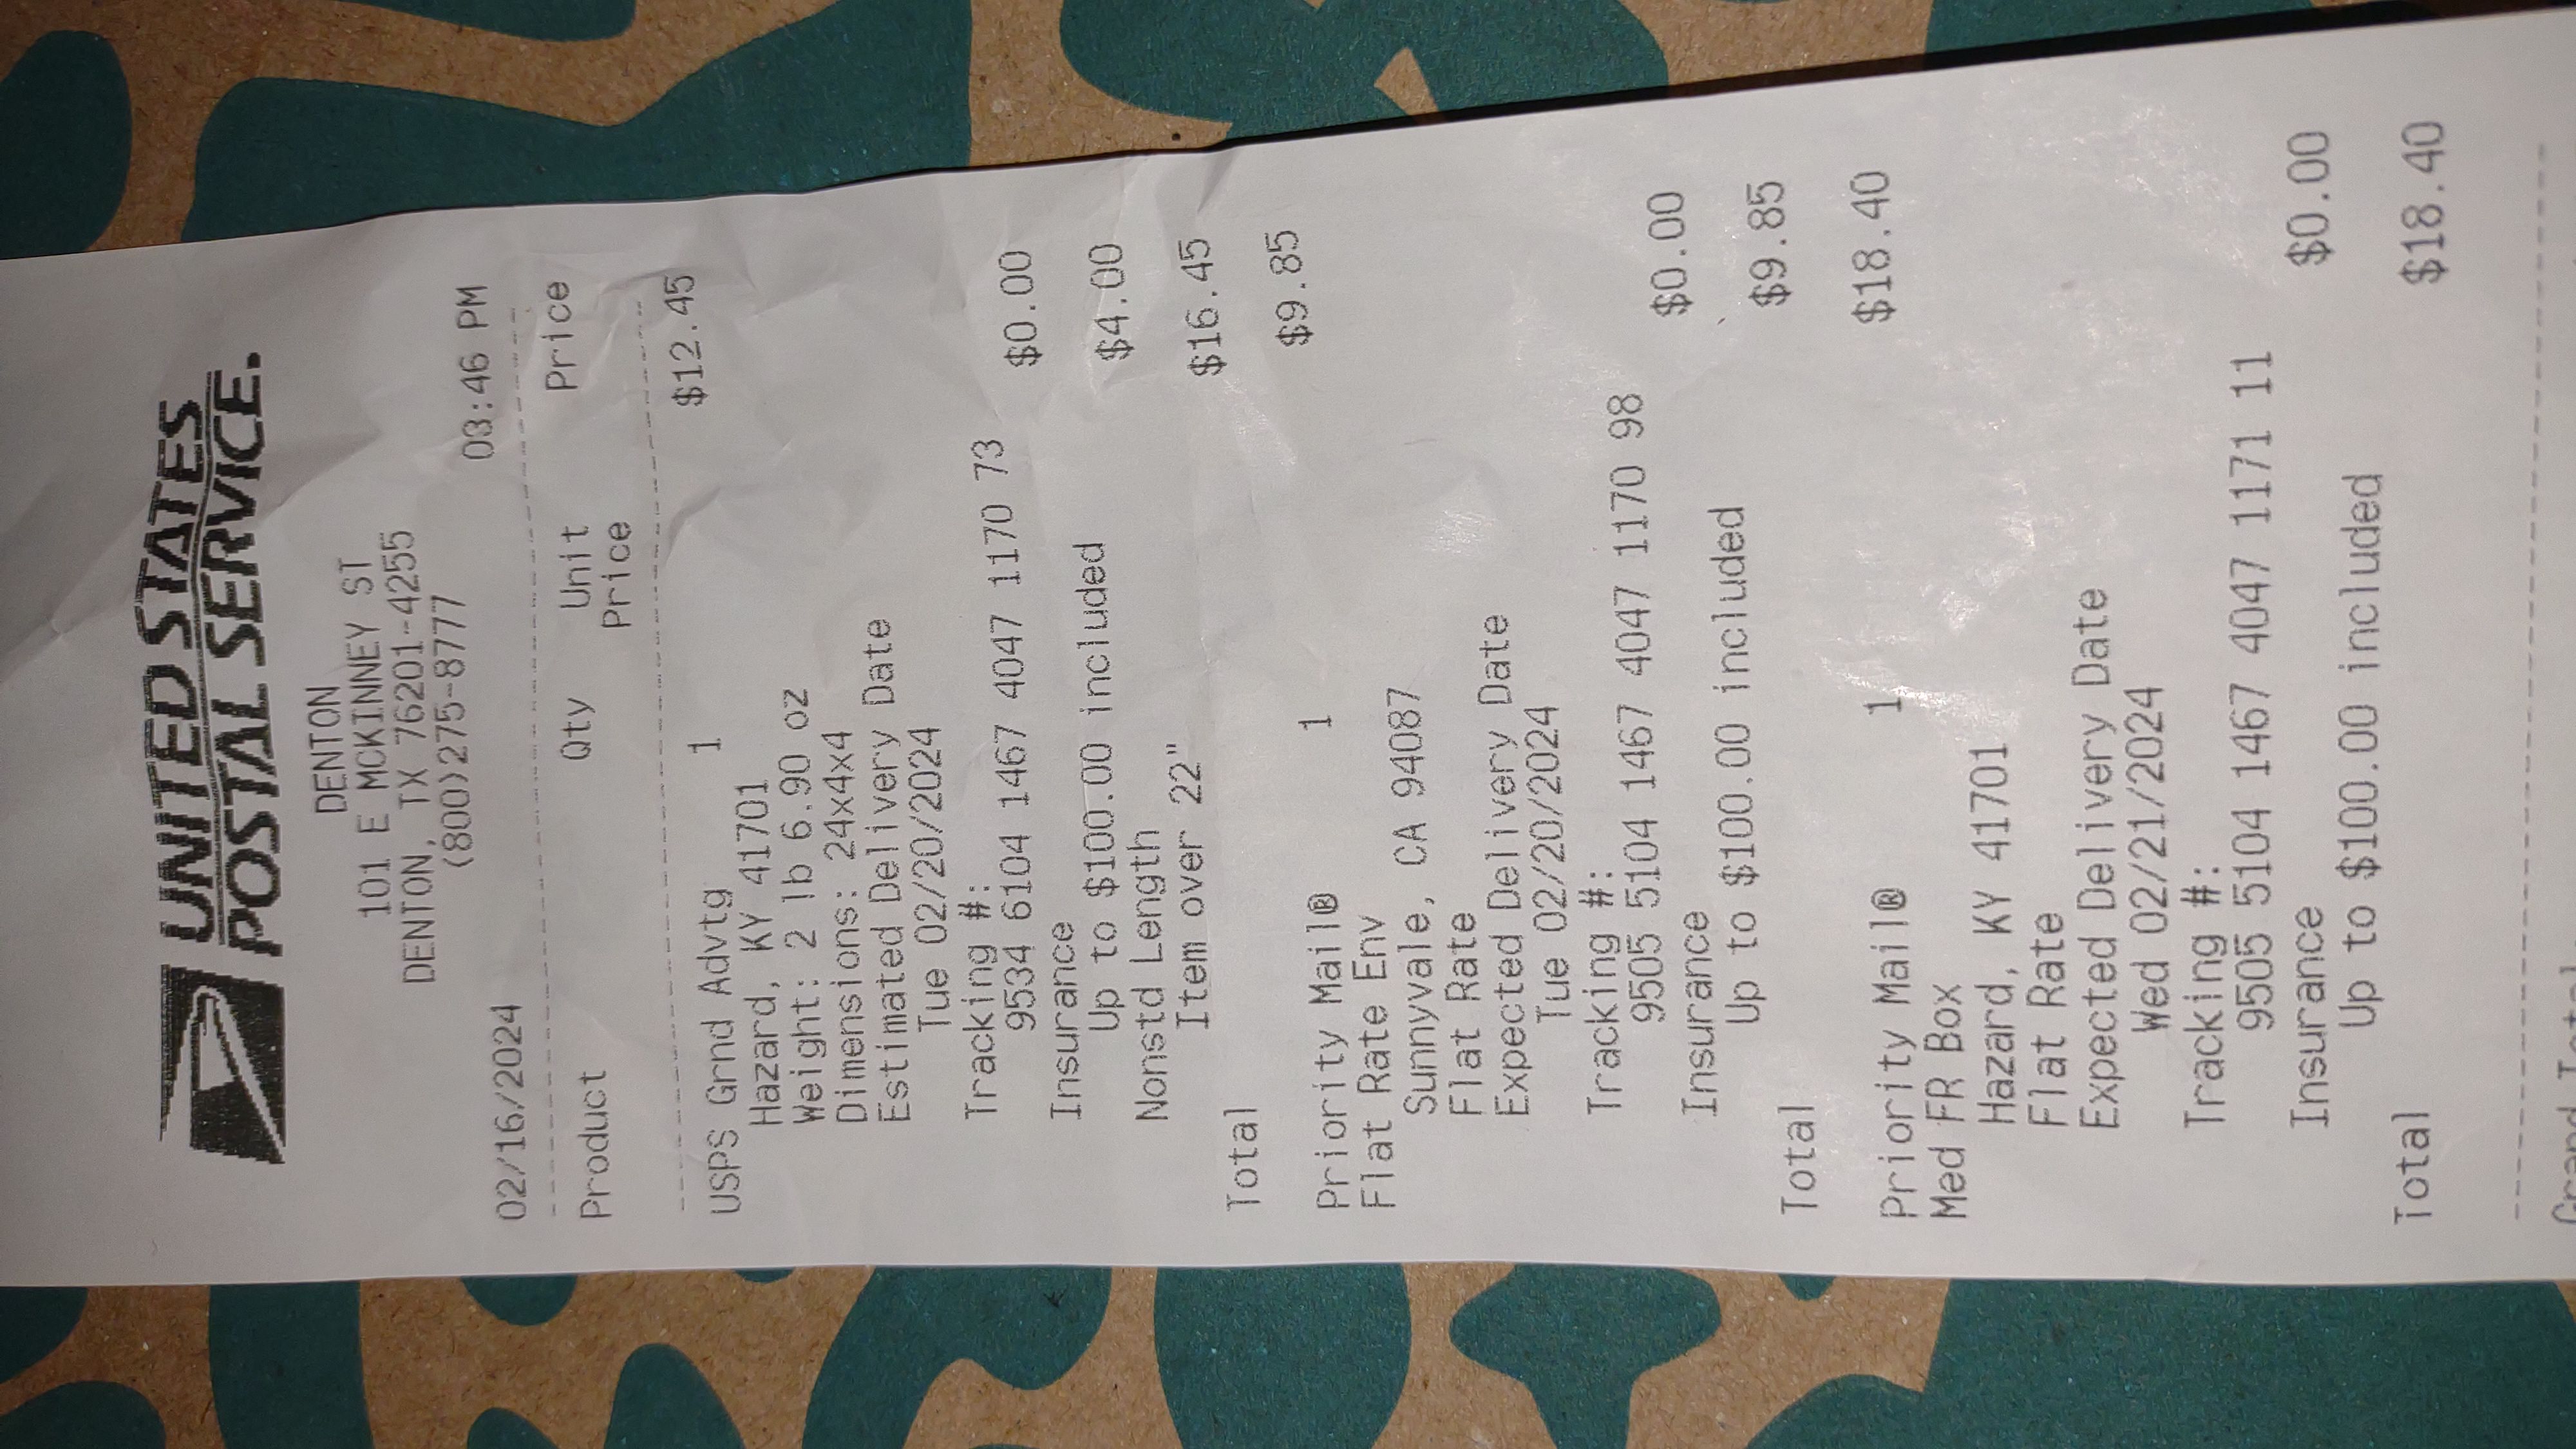 UNITED STATES
POSTAL SERVICE.
DENTON
101 E MCKINNEY ST
DENTON, TX 76201-4255
(800)275-8777
02/16/2024 03:46 PM
Product Qty Unit Price
Price
USPS Grnd Advtg 1 $12.45
Hazard, KY 41701
Weight: 2 lb 6.90 oz
Dimensions: 24x4x4
Estimated Delivery Date
Tue 02/20/2024
Tracking #:
9534 6104 1467 4047 1170 73
Insurance $0.00
Up to $100.00 included
Nonstd Length $4.00
Item over 22"
Total $16.45
Priority Mail® 1 $9.85
Flat Rate Env
Sunnyvale, CA 94087
Flat Rate
Expected Delivery Date
Tue 02/20/2024
Tracking #:
9505 5104 1467 4047 1170 98
Insurance $0.00
Up to $100.00 included
Total $9.85
Priority Mail® 1 $18.40
Med FR Box
Hazard, KY 41701
Flat Rate
Expected Delivery Date
Wed 02/21/2024
Tracking #:
9505 5104 1467 4047 1171 11
Insurance $0.00
Up to $100.00 included
Total $18.40
Grand Total